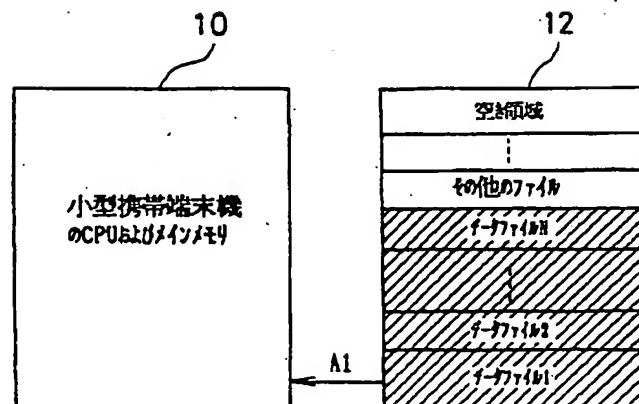 10
12
空き領域
その他のファイル
小型携帯端末機
のCPUおよびメインメモリ
データファイルN
データファイル2
A1
データファイル1